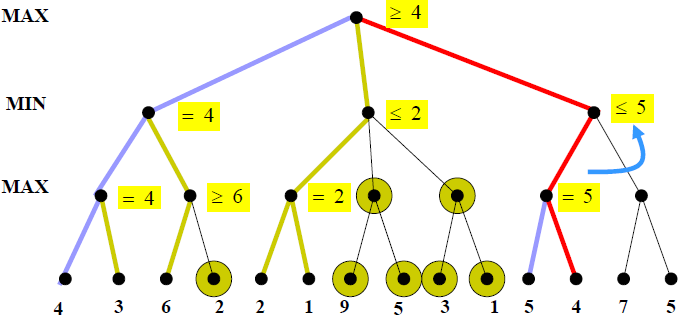 MAX ≥ 4
MIN = 4 ≤ 2 ≤ 5
MAX = 4 ≥ 6 = 2 = 5
4 3 6 2 2 1 9 5 3 1 5 4 7 5